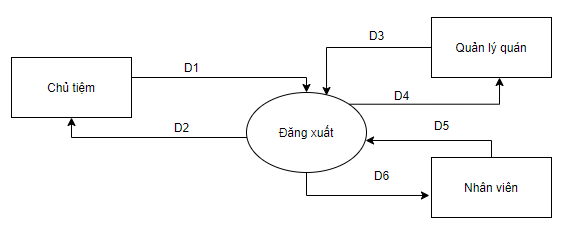 D3
Quản lý quán
D1
Chủ tiệm
D4
D2
Đăng xuất
D5
D6
Nhân viên